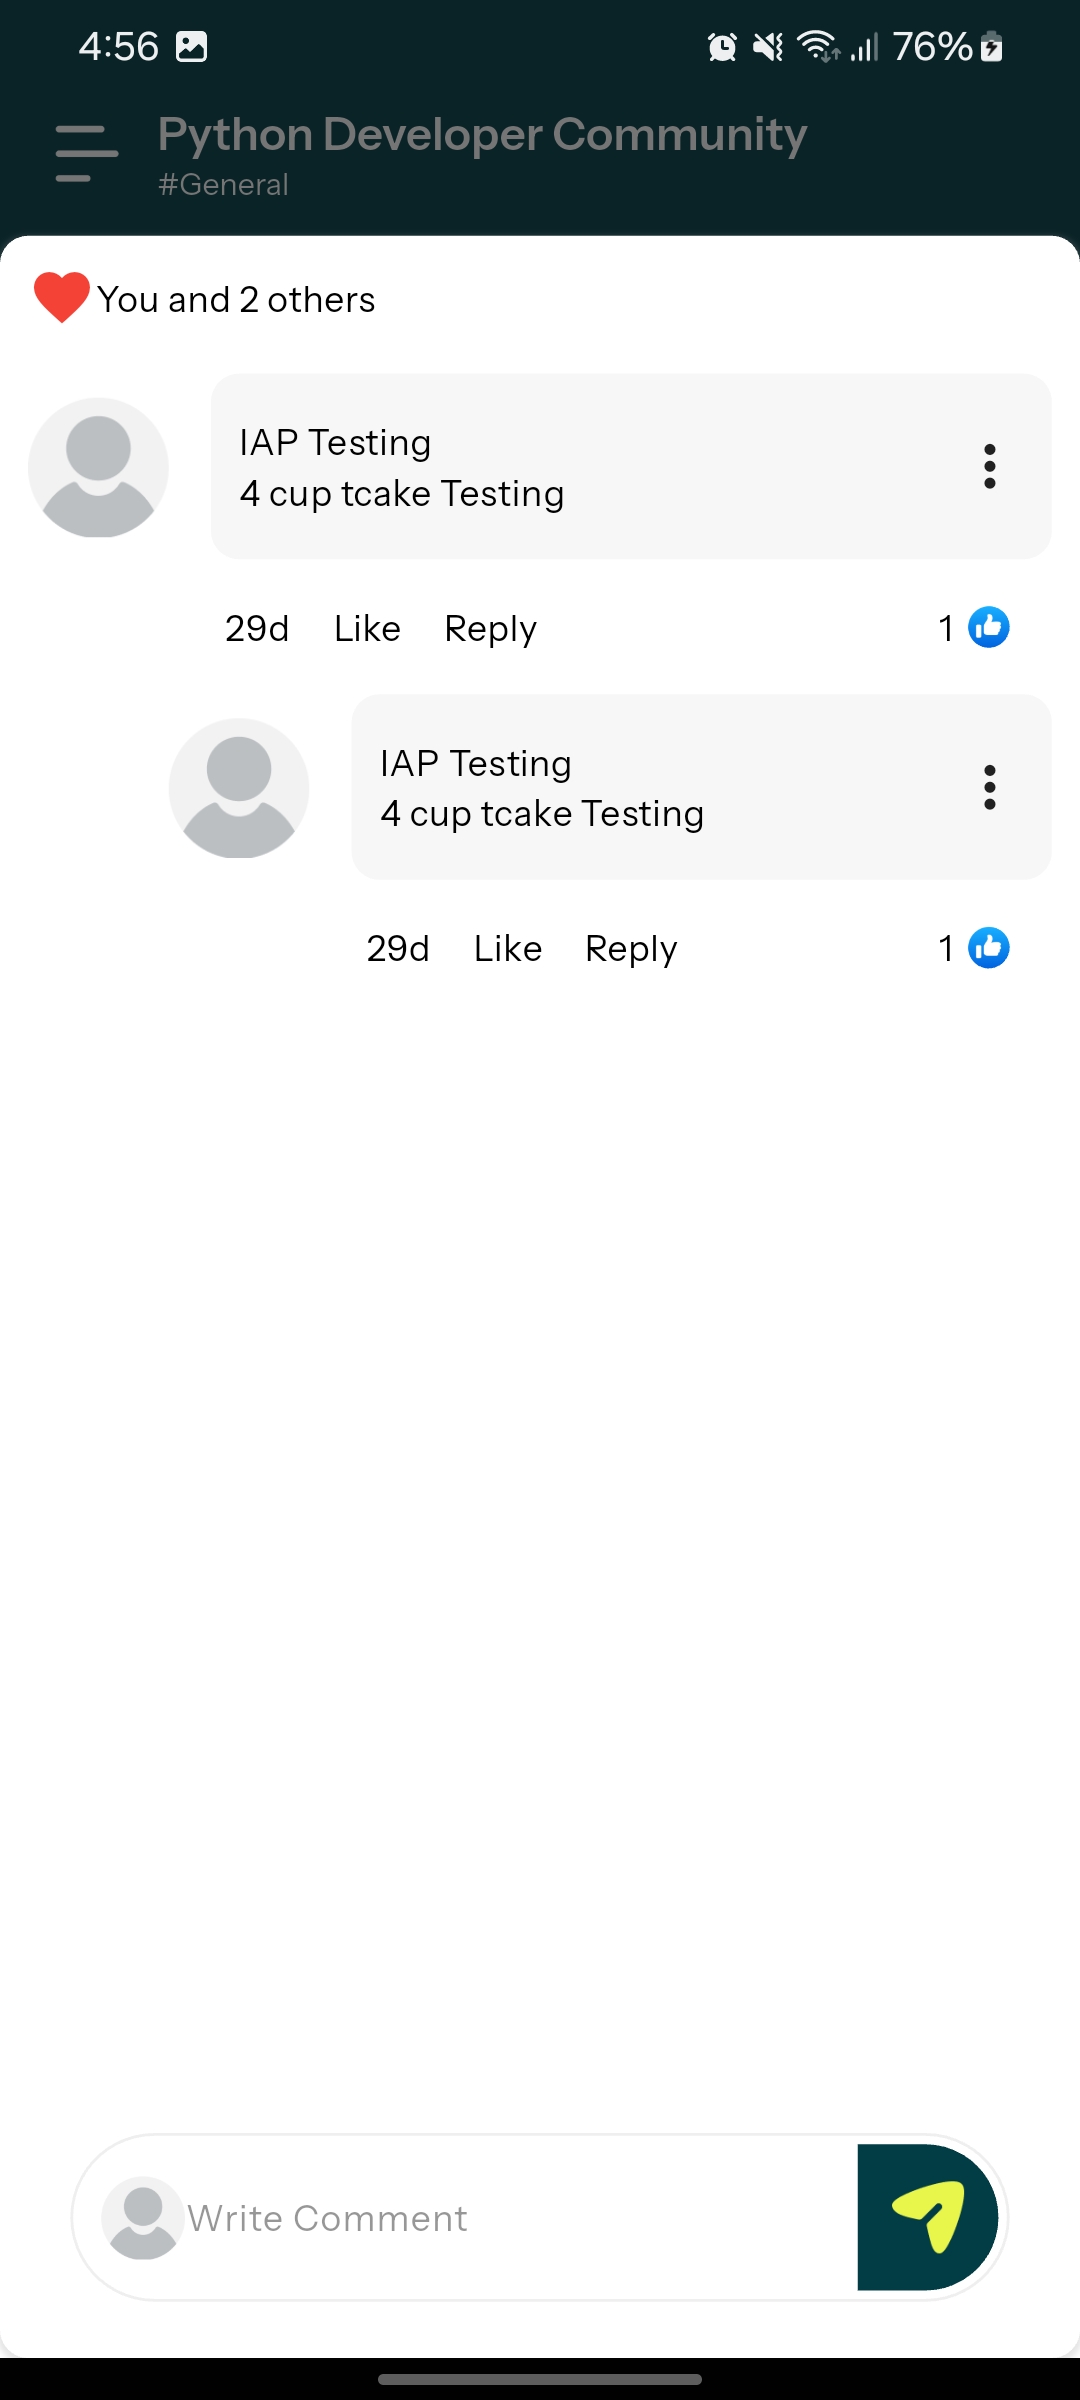 4:56 76%
Python Developer Community
#General
You and 2 others
IAP Testing
4 cup tcake Testing
29d Like Reply 1
IAP Testing
4 cup tcake Testing
29d Like Reply 1
Write Comment